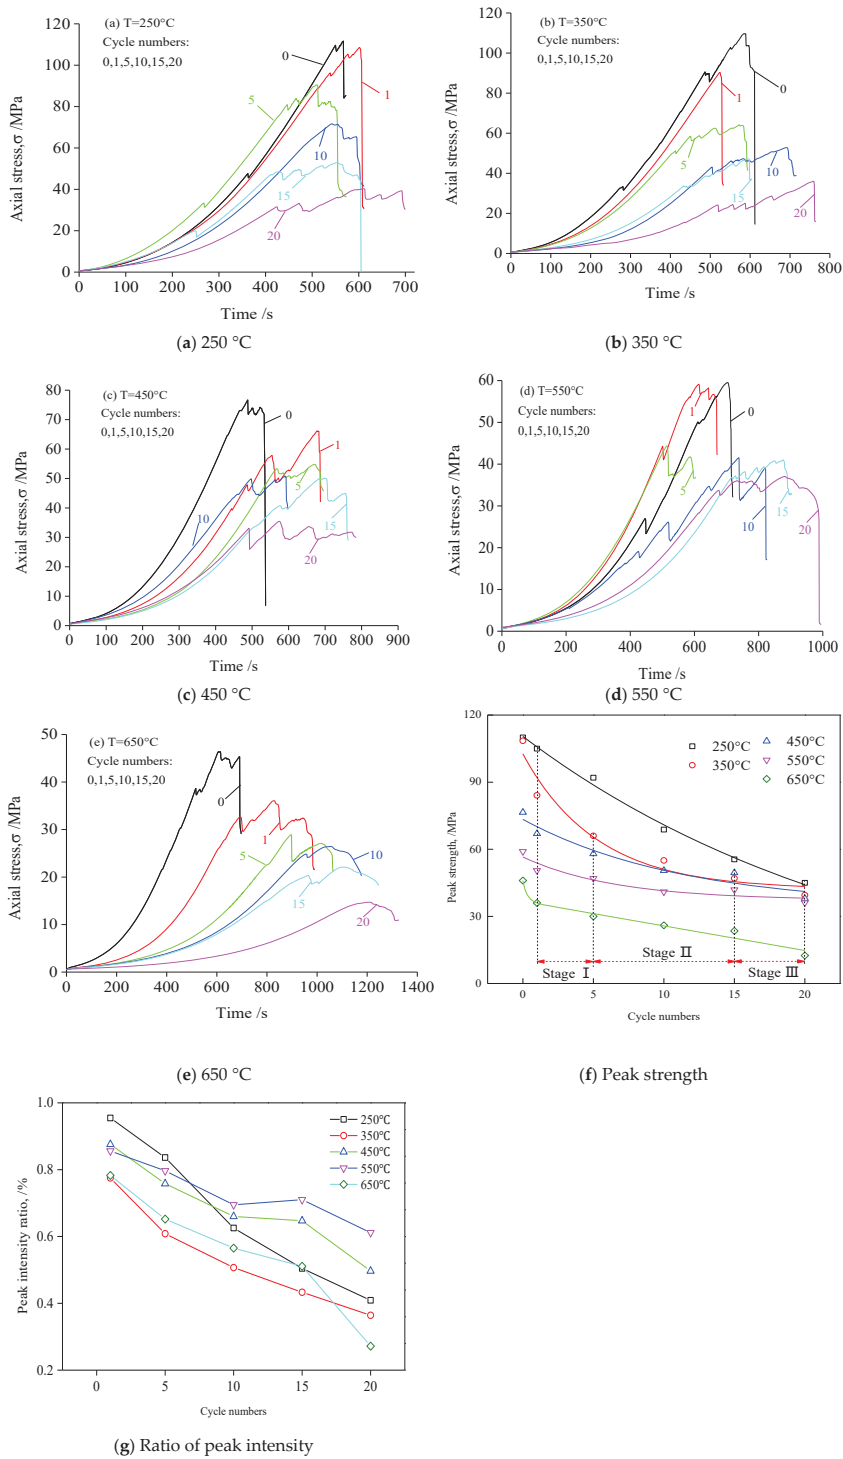 (a) T=250°C
Cycle numbers:
0,1,5,10,15,20
Axial stress,σ /MPa
120
100
80
60
40
20
0
0 100 200 300 400 500 600 700
Time /s
0
1
5
10
15
20
(a) 250 °C
(b) T=350°C
Cycle numbers:
0,1,5,10,15,20
Axial stress,σ /MPa
120
100
80
60
40
20
0
0 100 200 300 400 500 600 700 800
Time /s
0
1
5
10
15
20
(b) 350 °C
(c) T=450°C
Cycle numbers:
0,1,5,10,15,20
Axial stress,σ /MPa
80
70
60
50
40
30
20
10
0
0 100 200 300 400 500 600 700 800 900
Time /s
0
1
5
10
15
20
(c) 450 °C
(d) T=550°C
Cycle numbers:
0,1,5,10,15,20
Axial stress,σ /MPa
60
50
40
30
20
10
0
0 200 400 600 800 1000
Time /s
1
0
5
10
15
20
(d) 550 °C
(e) T=650°C
Cycle numbers:
0,1,5,10,15,20
Axial stress,σ /MPa
50
40
30
20
10
0
0 200 400 600 800 1000 1200 1400
Time /s
0
1
5
10
15
20
(e) 650 °C
Peak strength, /MPa
120
90
60
30
0
0 5 10 15 20
Cycle numbers
250°C
350°C
450°C
550°C
650°C
Stage Ⅰ
Stage Ⅱ
Stage Ⅲ
(f) Peak strength
Peak intensity ratio, /%
1.0
0.8
0.6
0.4
0.2
0 5 10 15 20
Cycle numbers
250℃
350℃
450℃
550℃
650℃
(g) Ratio of peak intensity